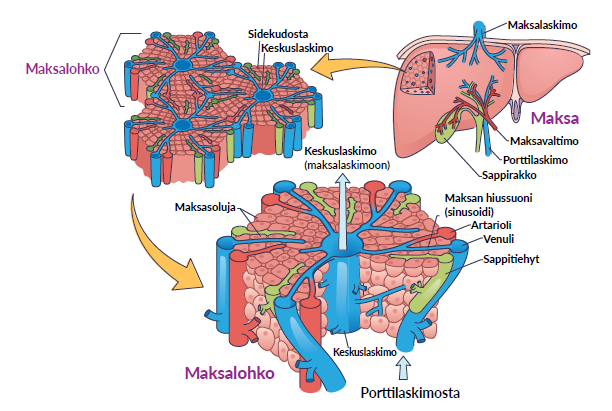 Maksalaskimo
Sidekudosta
Keskuslaskimo
Maksalohko
Maksa
Maksavaltimo
Porttilaskimo
Sappirakko
Keskuslaskimo
(maksalaskimoon)
Maksan hiussuoni
(sinusoidi)
Maksasoluja
Artarioli
Venuli
Sappitiehyt
Keskuslaskimo
Maksalohko
Porttilaskimosta